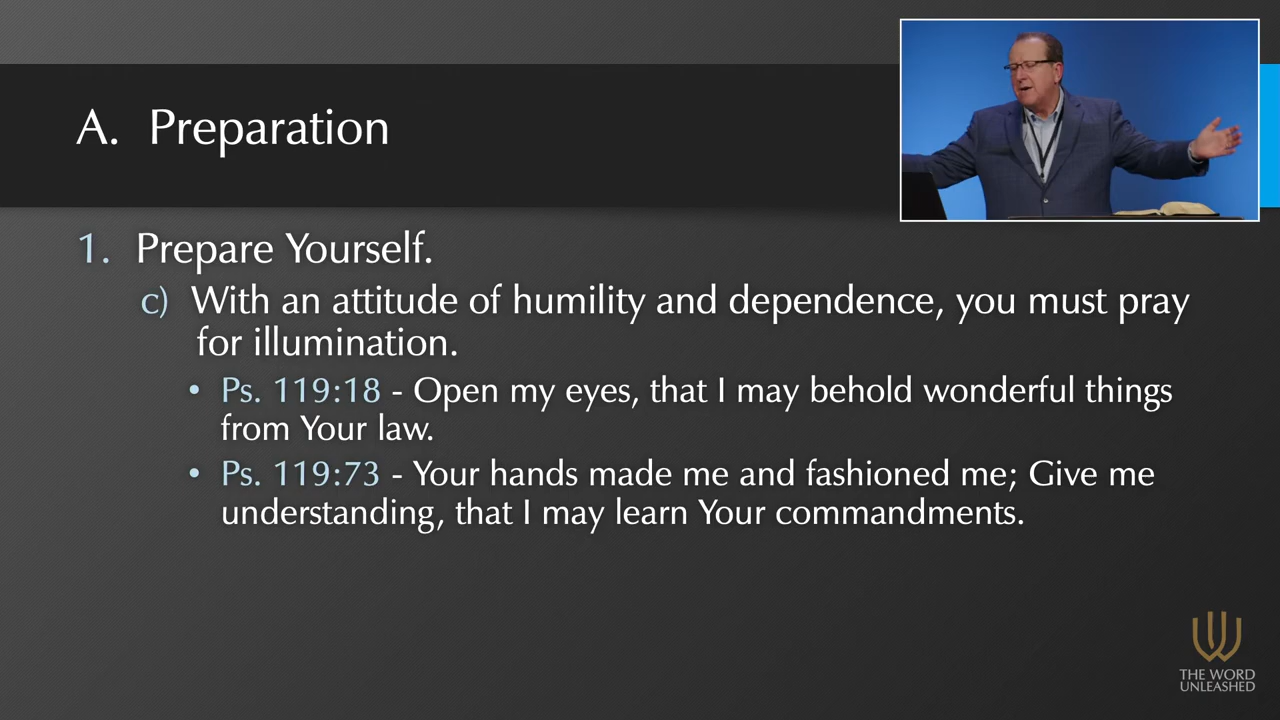 A. Preparation
1. Prepare Yourself.
c) With an attitude of humility and dependence, you must pray
for illumination.
• Ps. 119:18 - Open my eyes, that I may behold wonderful things
from Your law.
• Ps. 119:73 - Your hands made me and fashioned me; Give me
understanding, that I may learn Your commandments.
THE WORD
UNLEASHED